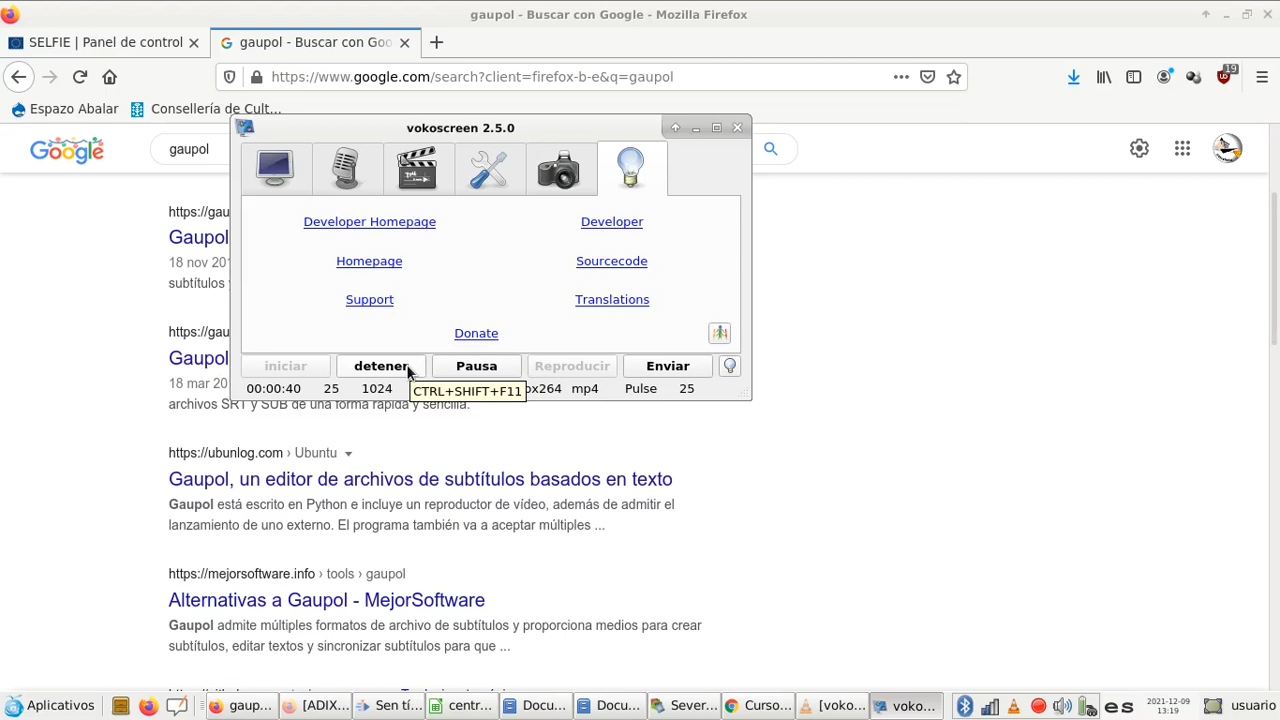 gaupol - Buscar con Google - Mozilla Firefox
SELFIE | Panel de control
gaupol - Buscar con Goo
https://www.google.com/search?client=firefox-b-e&q=gaupol
19
Espazo Abalar
Consellería de Cult...
vokoscreen 2.5.0
Google
gaupol
Developer Homepage
Developer
Homepage
Sourcecode
Support
Translations
Donate
iniciar
detener
Pausa
Reproducir
Enviar
00:00:40
25
1024
CTRL+SHIFT+F11
x264
mp4
Pulse
25
https://gau
Gaupol
18 nov 20
subtítulos y
https://gau
Gaupol
18 mar 20
archivos SRT y SUB de una forma rápida y sencilla.
https://ubunlog.com › Ubuntu
Gaupol, un editor de archivos de subtítulos basados en texto
Gaupol está escrito en Python e incluye un reproductor de vídeo, además de admitir el
lanzamiento de uno externo. El programa también va a aceptar múltiples ...
https://mejorsoftware.info › tools › gaupol
Alternativas a Gaupol - MejorSoftware
Gaupol admite múltiples formatos de archivo de subtítulos y proporciona medios para crear
subtítulos, editar textos y sincronizar subtítulos para que ...
Aplicativos
gaup...
[ADIX...
Sen tí...
centr...
Docu...
Docu...
Sever...
Curso...
[voko...
voko...
es
2021-12-09
13:19
usuario